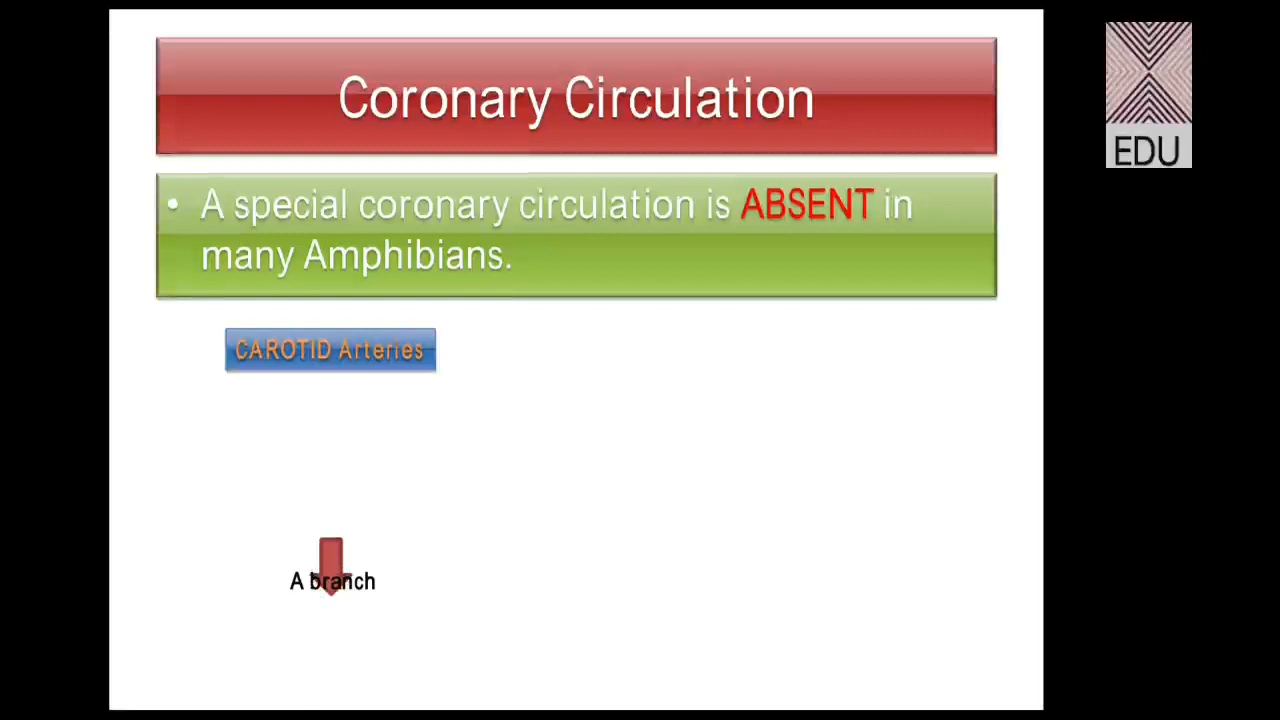 Coronary Circulation
• A special coronary circulation is ABSENT in
many Amphibians.
CAROTID Arteries
A branch
EDU